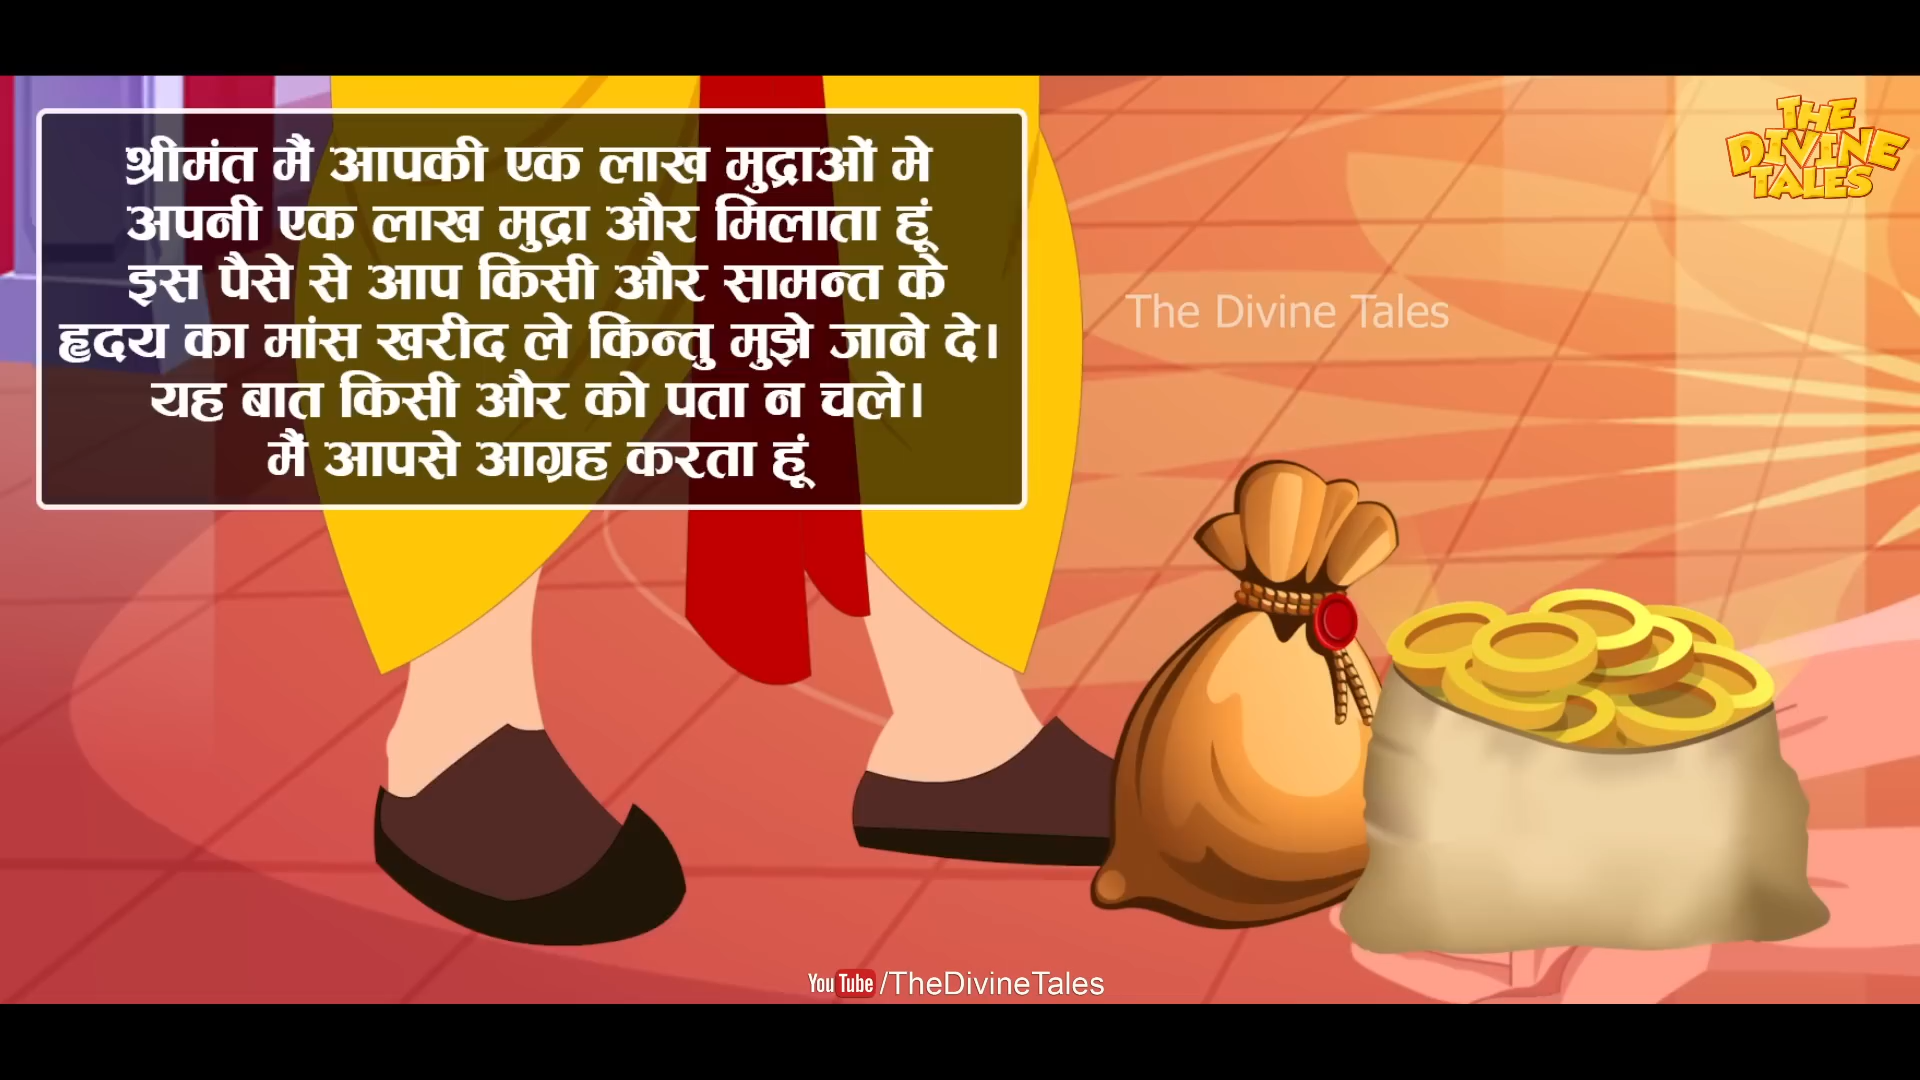 श्रीमंत मैं आपकी एक लाख मुद्राओं मे
अपनी एक लाख मुद्रा और मिलाता हूं
इस पैसे से आप किसी और सामन्त के
हृदय का मांस खरीद ले किन्तु मुझे जाने दे।
यह बात किसी और को पता न चले।
मैं आपसे आग्रह करता हूं
THE
DIVINE
TALES
The Divine Tales
YouTube/TheDivineTales